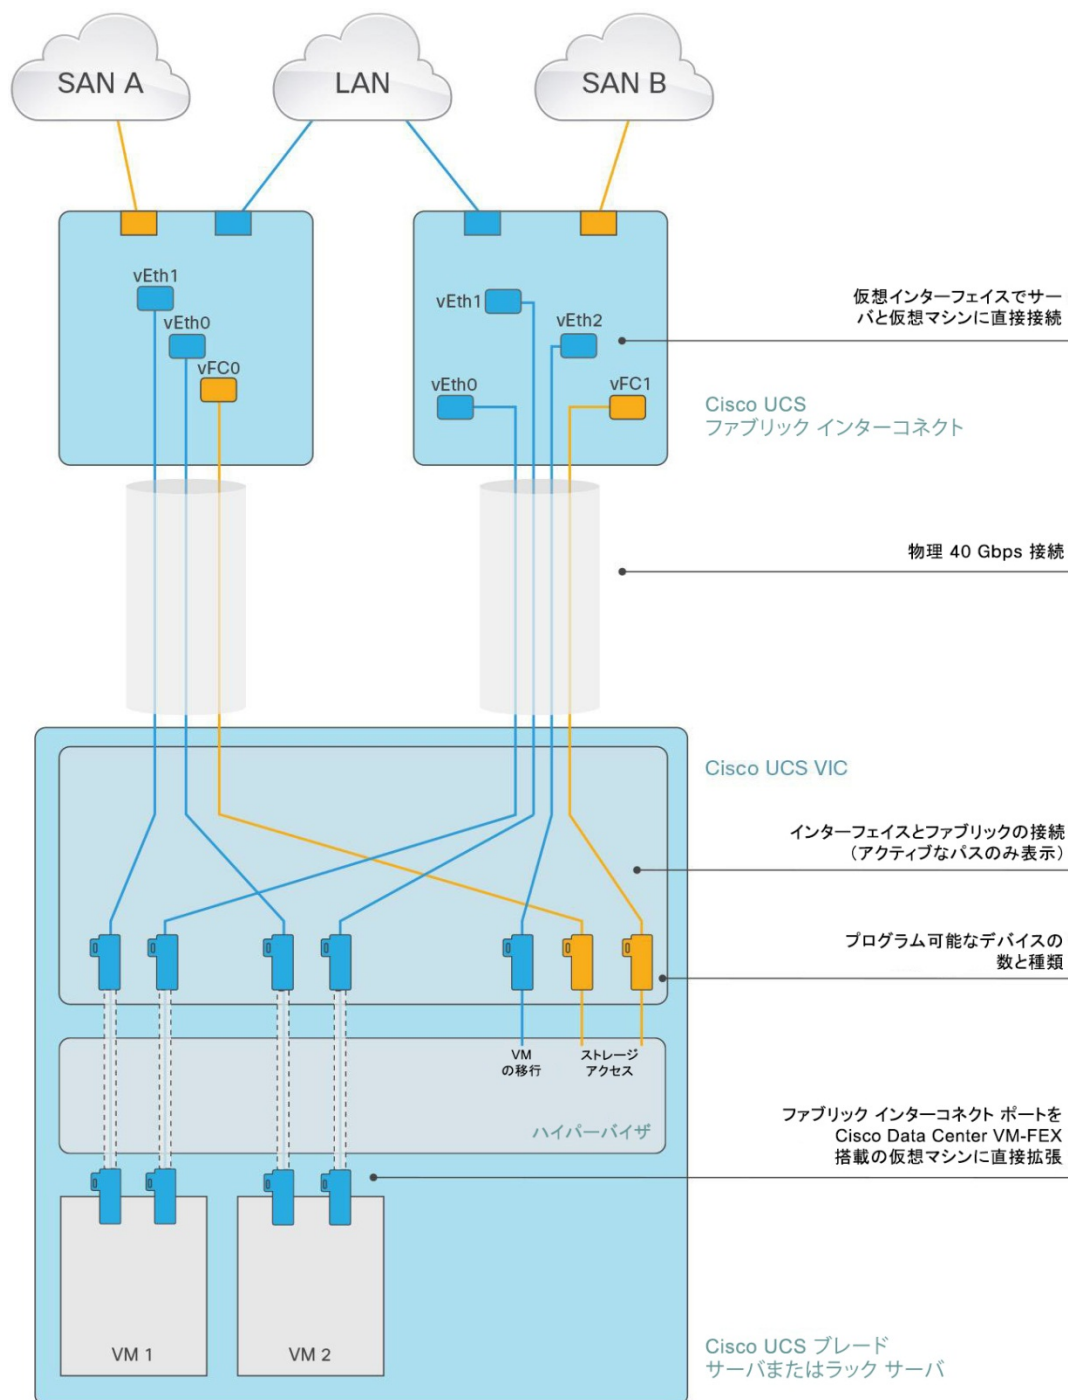 SAN A
LAN
SAN B
vEth1
vEth0
vFC0
vEth1
vEth2
vEth0
vFC1
仮想インターフェイスでサー
バと仮想マシンに直接接続
Cisco UCS
ファブリック インターコネクト
物理 40 Gbps 接続
Cisco UCS VIC
インターフェイスとファブリックの接続
（アクティブなパスのみ表示）
プログラム可能なデバイスの
数と種類
VM
の移行
ストレージ
アクセス
ハイパーバイザ
ファブリック インターコネクト ポートを
Cisco Data Center VM-FEX
搭載の仮想マシンに直接拡張
VM 1
VM 2
Cisco UCS ブレード
サーバまたはラック サーバ